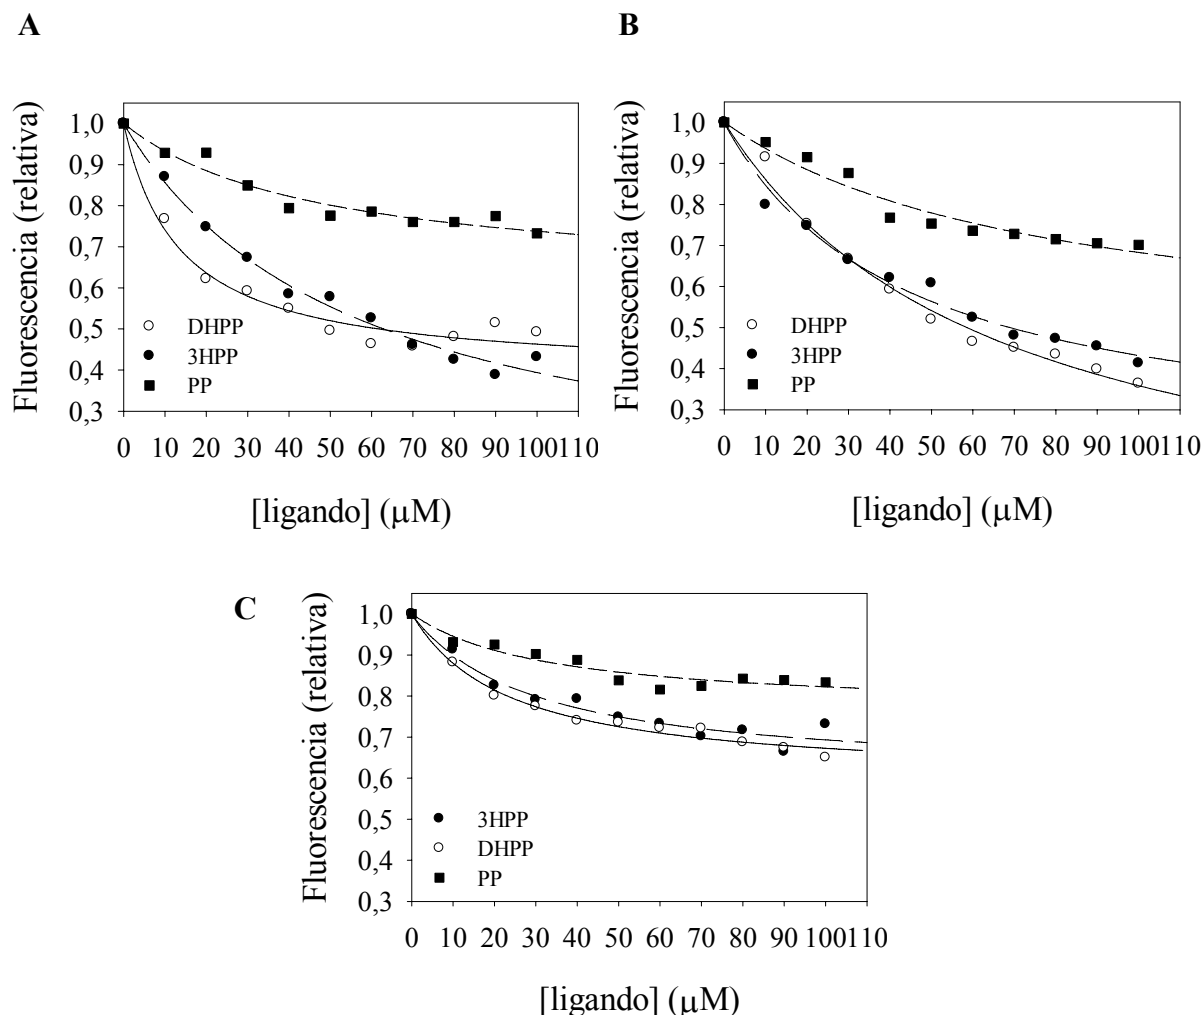 A
Fluorescencia (relativa)
1,0
0,9
0,8
0,7
0,6
0,5
0,4
0,3
DHPP
3HPP
PP
0 10 20 30 40 50 60 70 80 90 100110
[ligando] (μM)
B
Fluorescencia (relativa)
1,0
0,9
0,8
0,7
0,6
0,5
0,4
0,3
DHPP
3HPP
PP
0 10 20 30 40 50 60 70 80 90 100110
[ligando] (μM)
C
Fluorescencia (relativa)
1,0
0,9
0,8
0,7
0,6
0,5
0,4
0,3
3HPP
DHPP
PP
0 10 20 30 40 50 60 70 80 90 100110
[ligando] (μM)